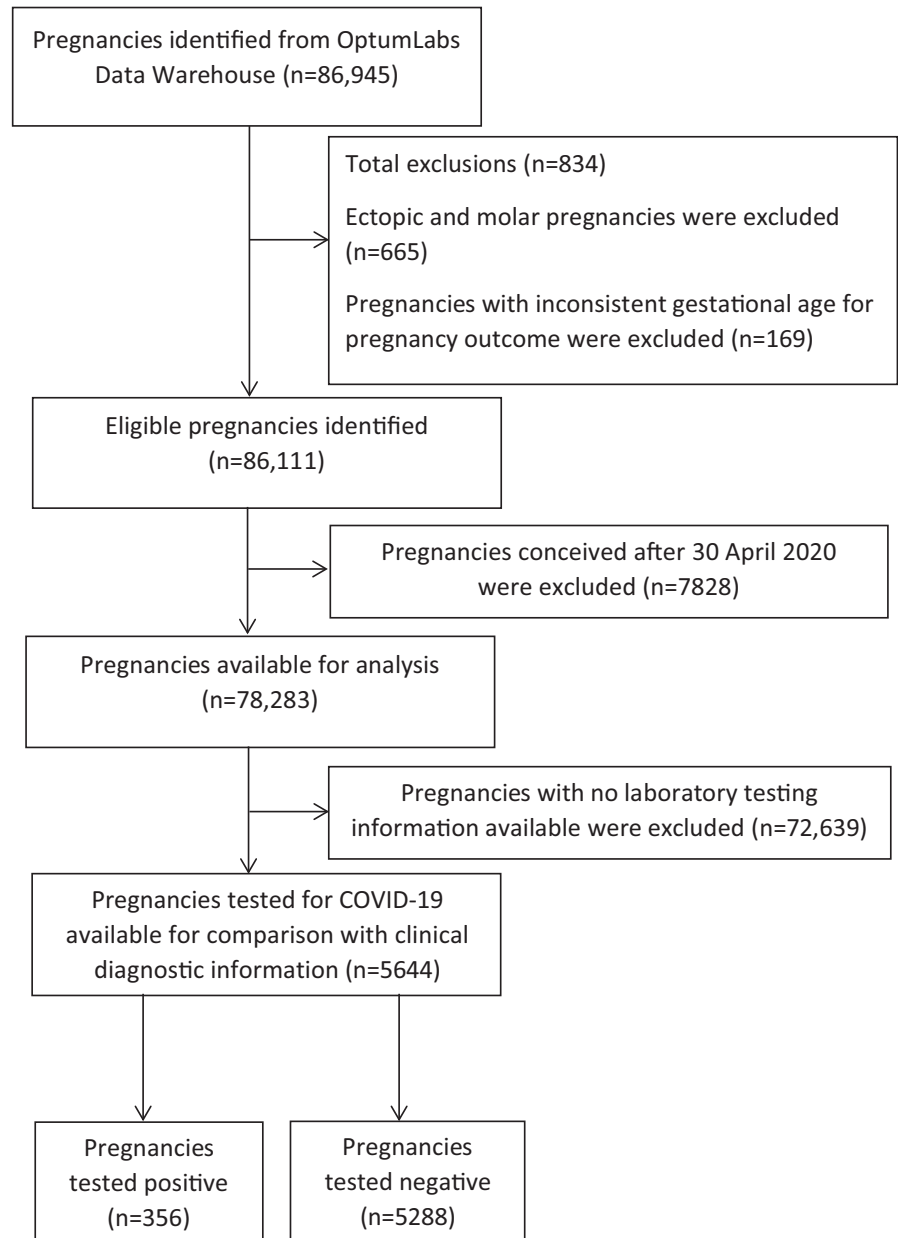 Pregnancies identified from OptumLabs
Data Warehouse (n=86,945)
Total exclusions (n=834)
Ectopic and molar pregnancies were excluded
(n=665)
Pregnancies with inconsistent gestational age for
pregnancy outcome were excluded (n=169)
Eligible pregnancies identified
(n=86,111)
Pregnancies conceived after 30 April 2020
were excluded (n=7828)
Pregnancies available for analysis
(n=78,283)
Pregnancies with no laboratory testing
information available were excluded (n=72,639)
Pregnancies tested for COVID-19
available for comparison with clinical
diagnostic information (n=5644)
Pregnancies
tested positive
(n=356)
Pregnancies
tested negative
(n=5288)